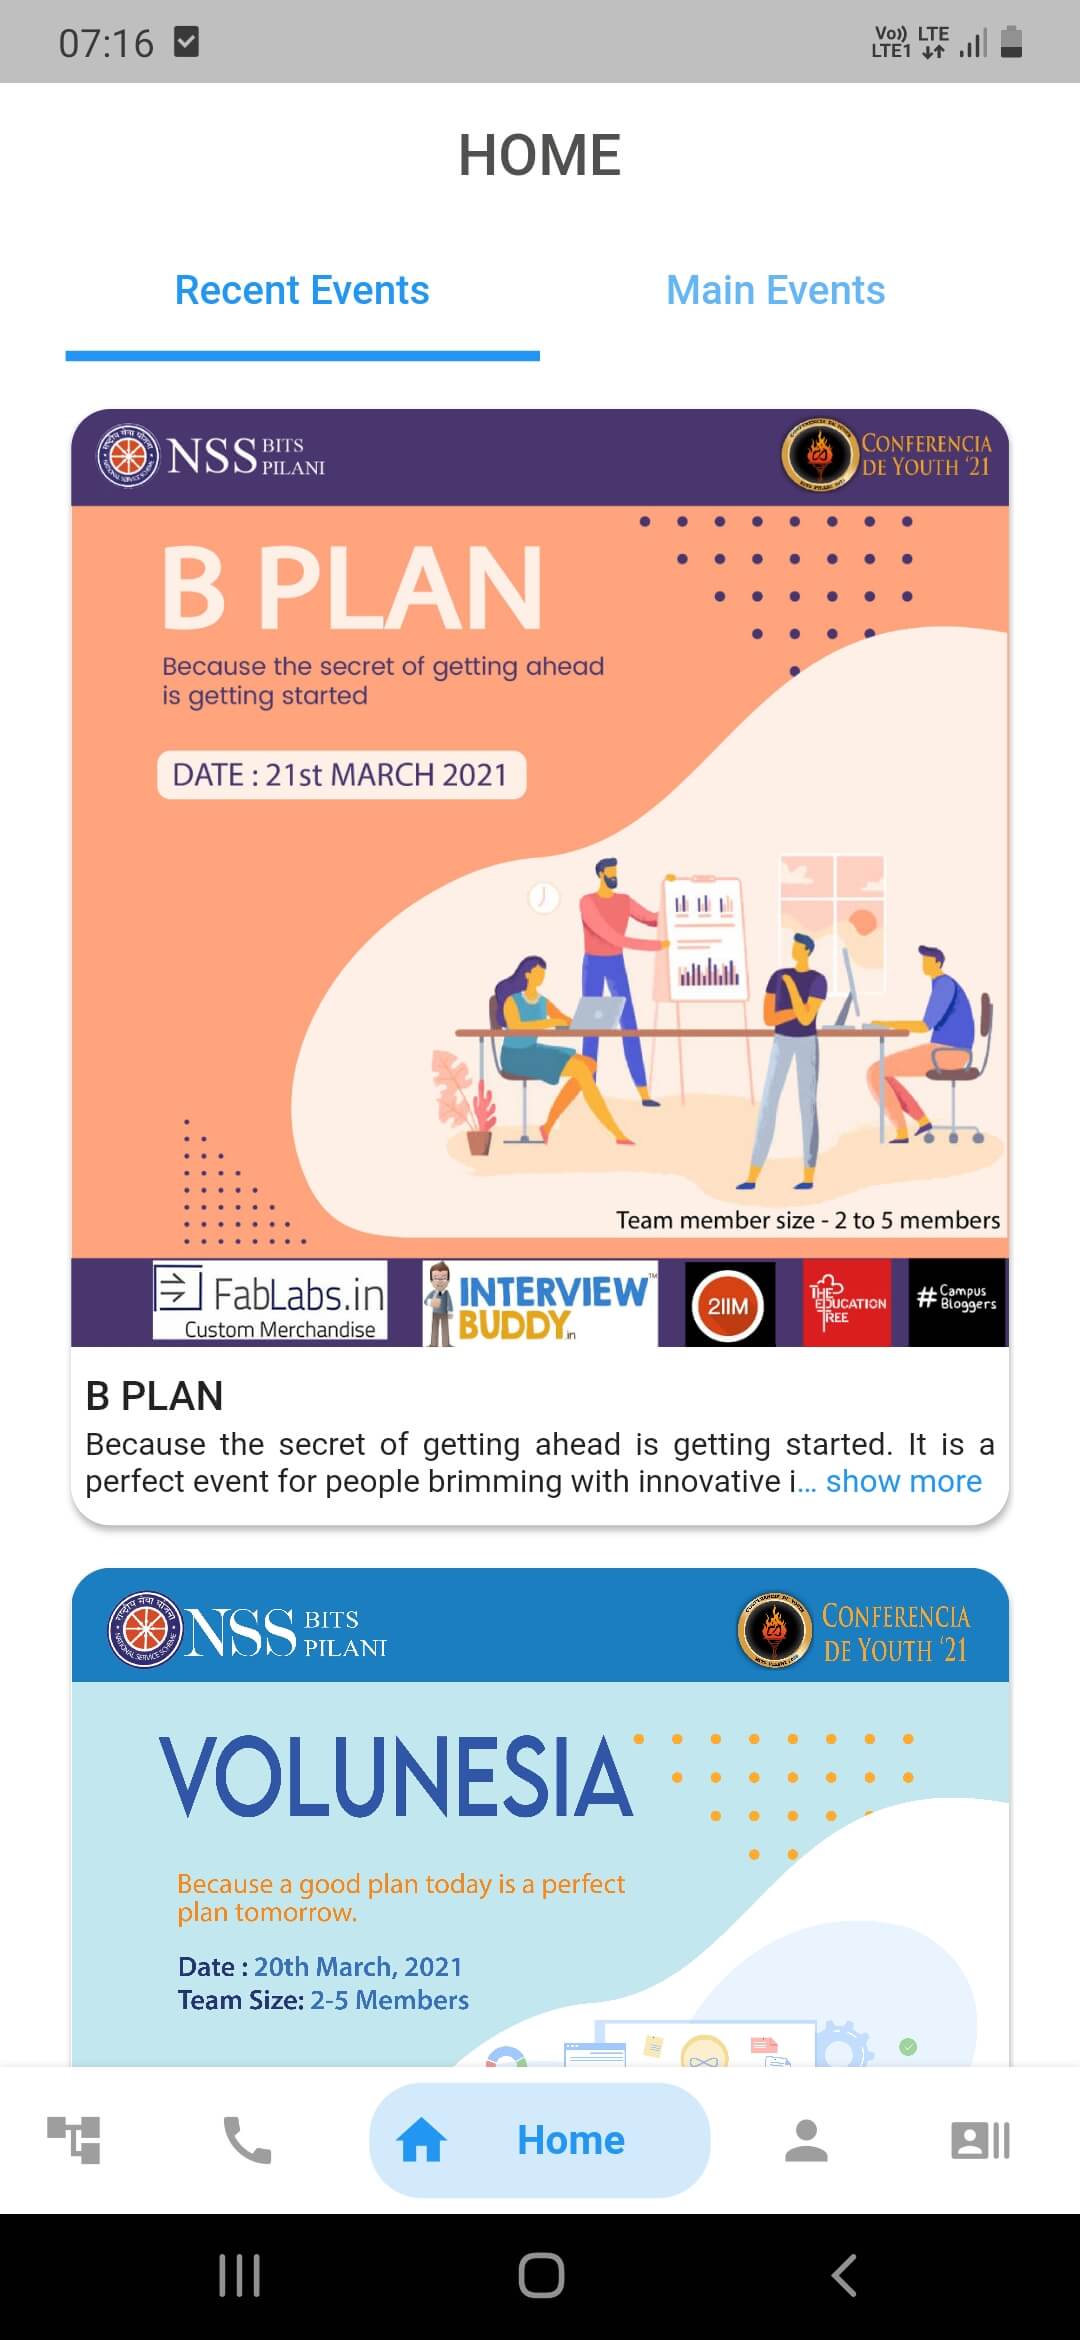 07:16
Vo)) LTE
LTE1
HOME
Recent Events
Main Events
NSS BITS PILANI
CONFERENCIA
DE YOUTH '21
B PLAN
Because the secret of getting ahead
is getting started
DATE : 21st MARCH 2021
Team member size - 2 to 5 members
FabLabs.in
Custom Merchandise
INTERVIEW™
BUDDY.in
2IIM
THE
EDUCATION
TREE
#Campus
Bloggers
B PLAN
Because the secret of getting ahead is getting started. It is a
perfect event for people brimming with innovative i... show more
राष्ट्रीय सेवा योजना
NATIONAL SERVICE SCHEME
NSS BITS PILANI
CONFERENCIA
DE YOUTH '21
VOLUNESIA
Because a good plan today is a perfect
plan tomorrow.
Date : 20th March, 2021
Team Size: 2-5 Members
Home